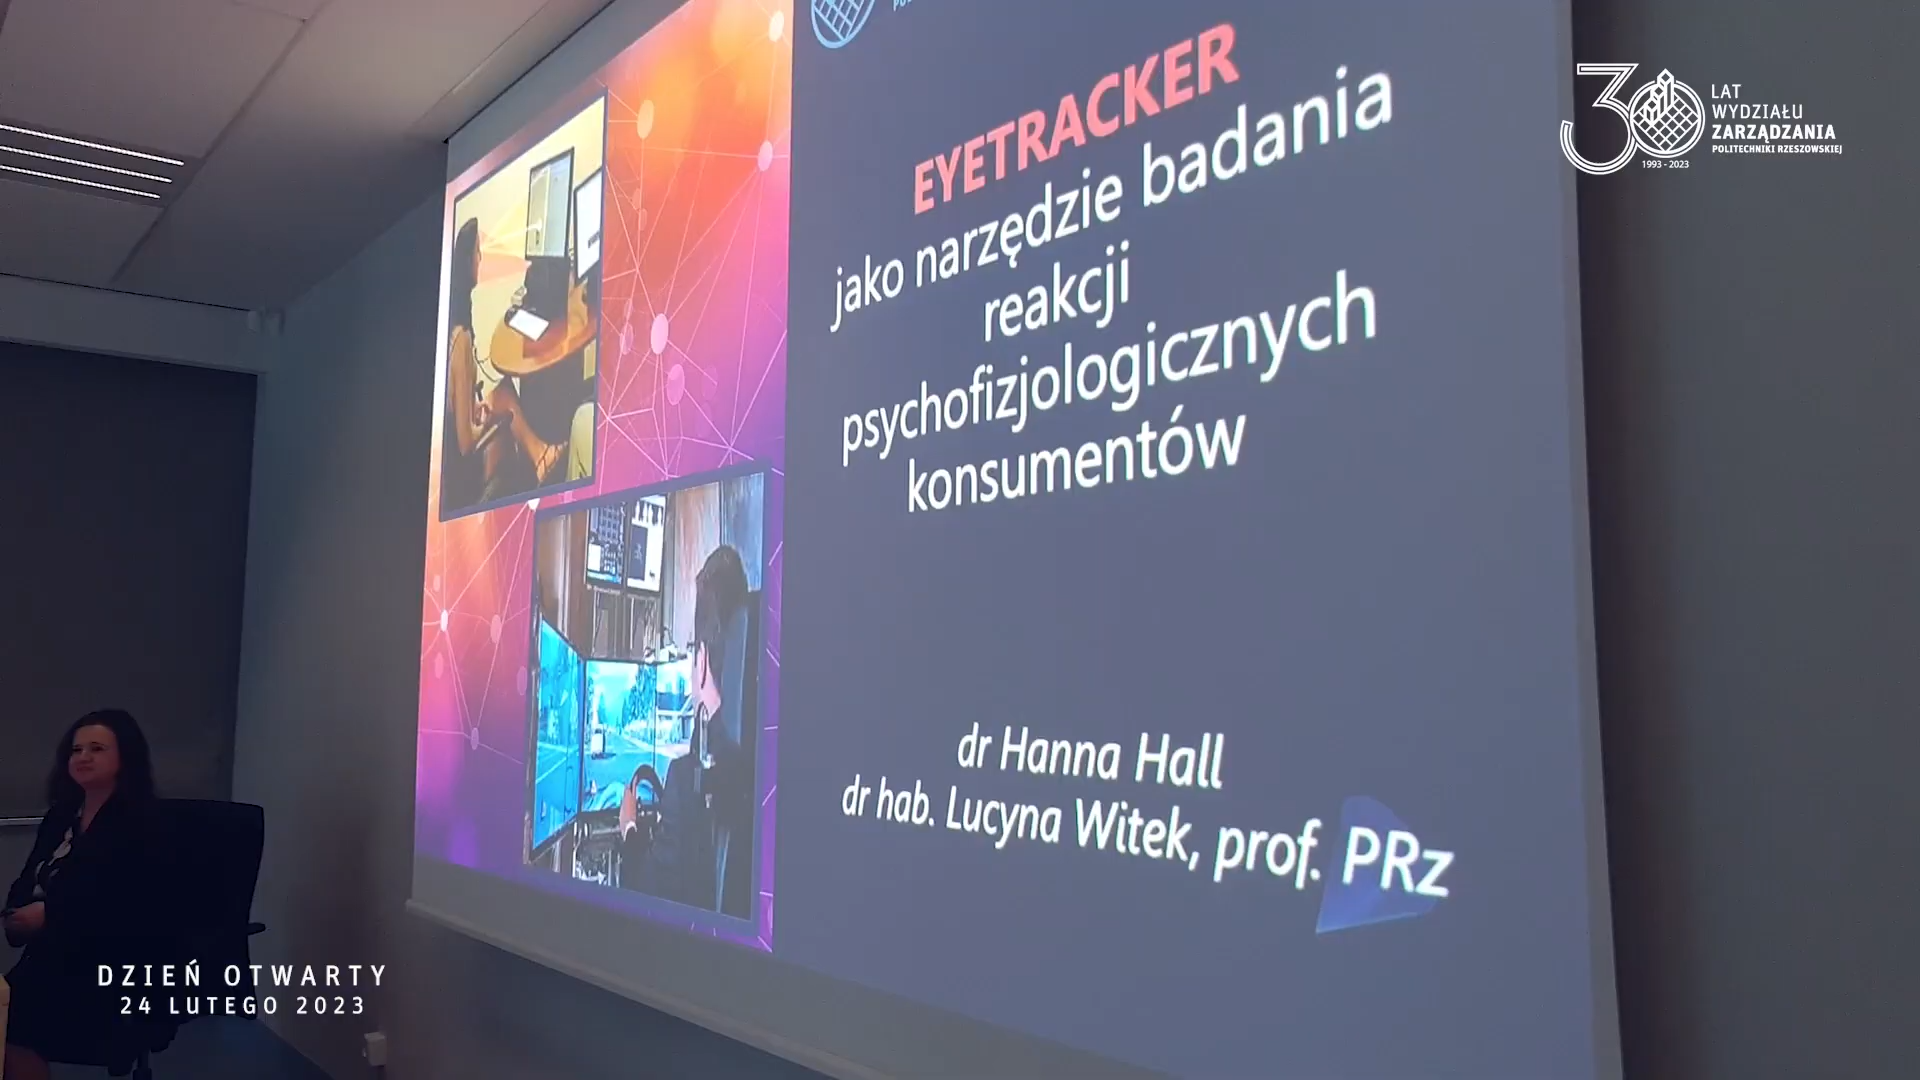 EYETRACKER
jako narzędzie badania
reakcji
psychofizjologicznych
konsumentów
dr Hanna Hall
dr hab. Lucyna Witek, prof. PRz
30 LAT
WYDZIAŁU
ZARZĄDZANIA
POLITECHNIKI RZESZOWSKIEJ
1993 - 2023
DZIEŃ OTWARTY
24 LUTEGO 2023